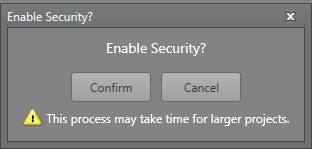 Enable Security?
Enable Security?
Confirm Cancel
This process may take time for larger projects.